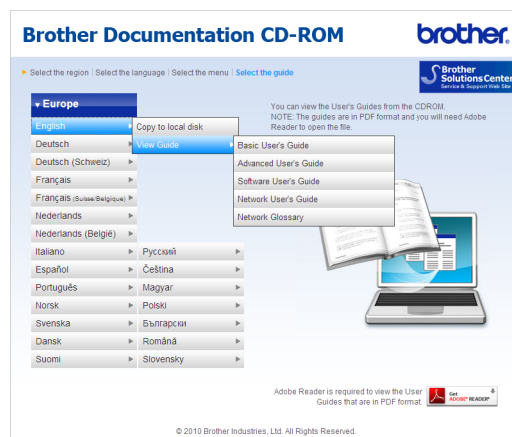 Brother Documentation CD-ROM
brother.
Select the region | Select the language | Select the menu | Select the guide
Brother
Solutions Center
Service & Support Web Site
Europe
You can view the User's Guides from the CDROM.
NOTE: The guides are in PDF format and you will need Adobe
Reader to open the file.
English
Copy to local disk
Deutsch
View Guide
Basic User's Guide
Deutsch (Schweiz)
Advanced User's Guide
Français
Software User's Guide
Français (Suisse/Belgique)
Network User's Guide
Nederlands
Network Glossary
Nederlands (België)
Italiano
Русский
Español
Čeština
Português
Magyar
Norsk
Polski
Svenska
Български
Dansk
Română
Suomi
Slovensky
Adobe Reader is required to view the User
Guides that are in PDF format.
Get
ADOBE® READER®
© 2010 Brother Industries, Ltd. All Rights Reserved.